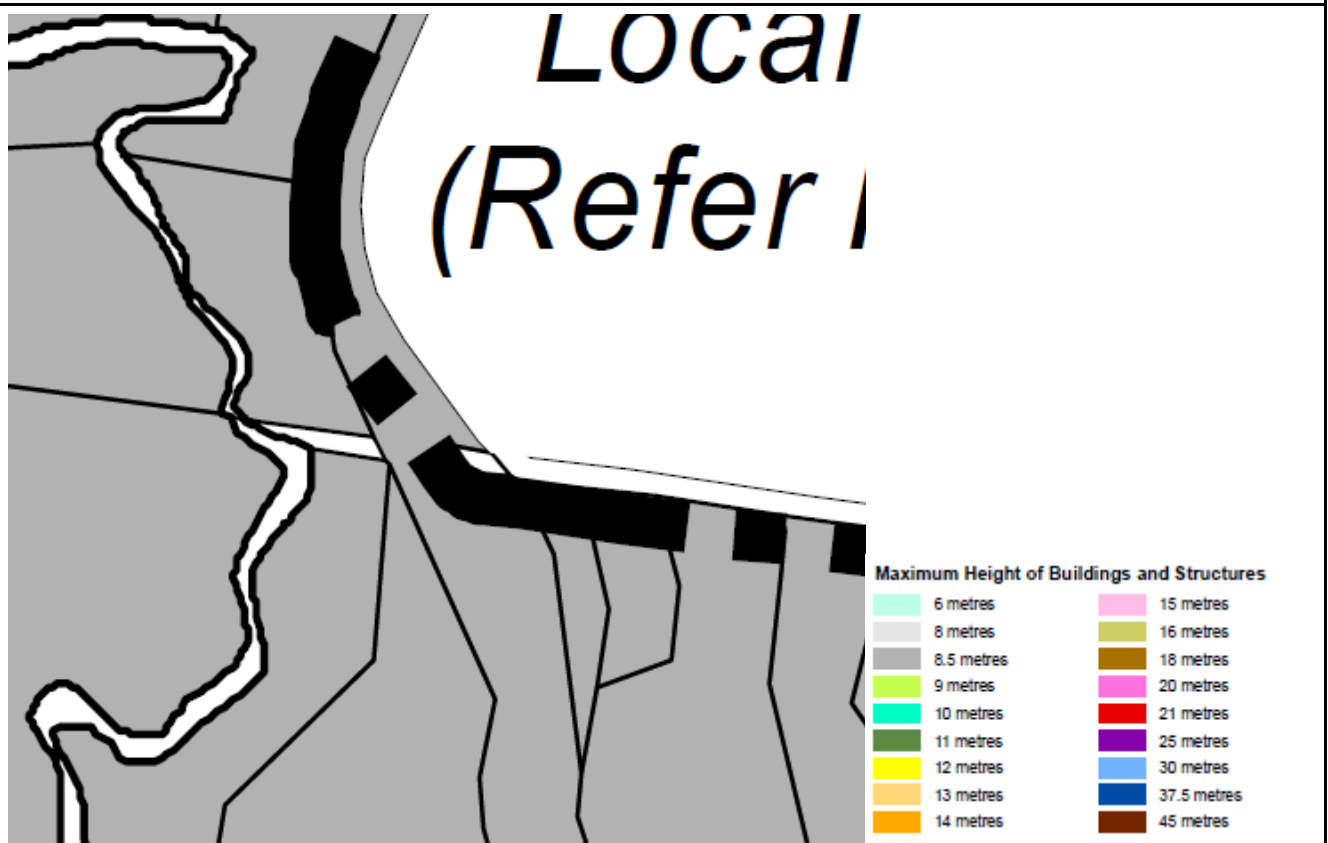 Local
(Refer
Maximum Height of Buildings and Structures
6 metres
8 metres
8.5 metres
9 metres
10 metres
11 metres
12 metres
13 metres
14 metres
15 metres
16 metres
18 metres
20 metres
21 metres
25 metres
30 metres
37.5 metres
45 metres